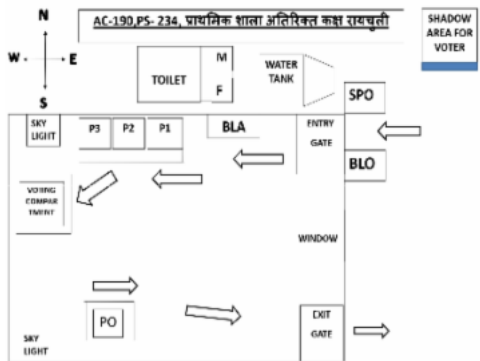 AC-190,PS- 234, प्राथमिक शाला अतिरिक्त कक्ष रायचुली
SHADOW
AREA FOR
VOTER
N
W
E
S
TOILET
M
F
WATER
TANK
SPO
SKY
LIGHT
P3
P2
P1
BLA
ENTRY
GATE
BLO
VOTING
COMPAR
TMENT
WINDOW
PO
EXIT
GATE
SKY
LIGHT